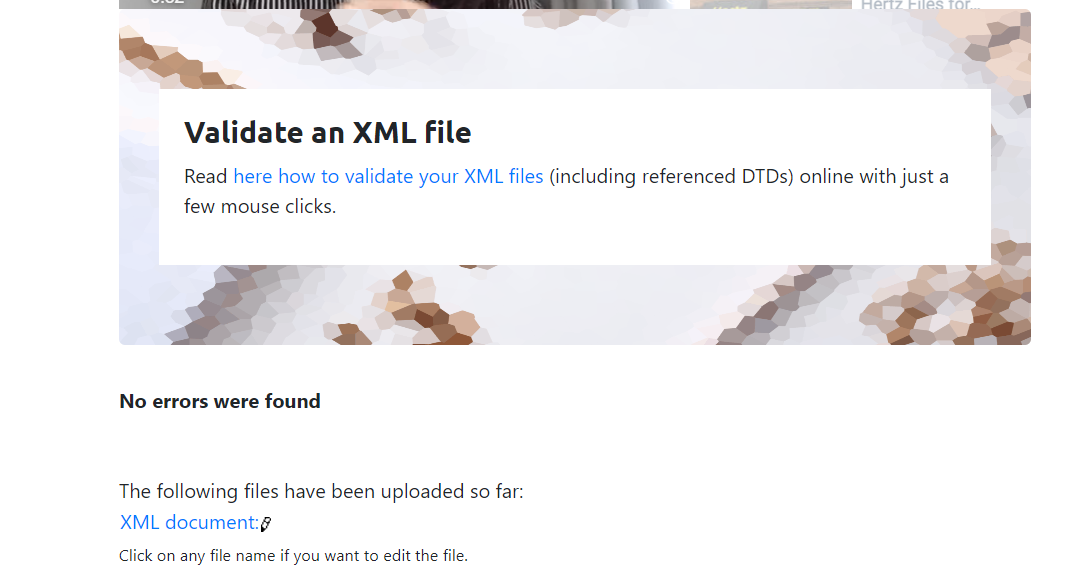 Hertz Files for...
Validate an XML file
Read here how to validate your XML files (including referenced DTDs) online with just a
few mouse clicks.
No errors were found
The following files have been uploaded so far:
XML document:
Click on any file name if you want to edit the file.